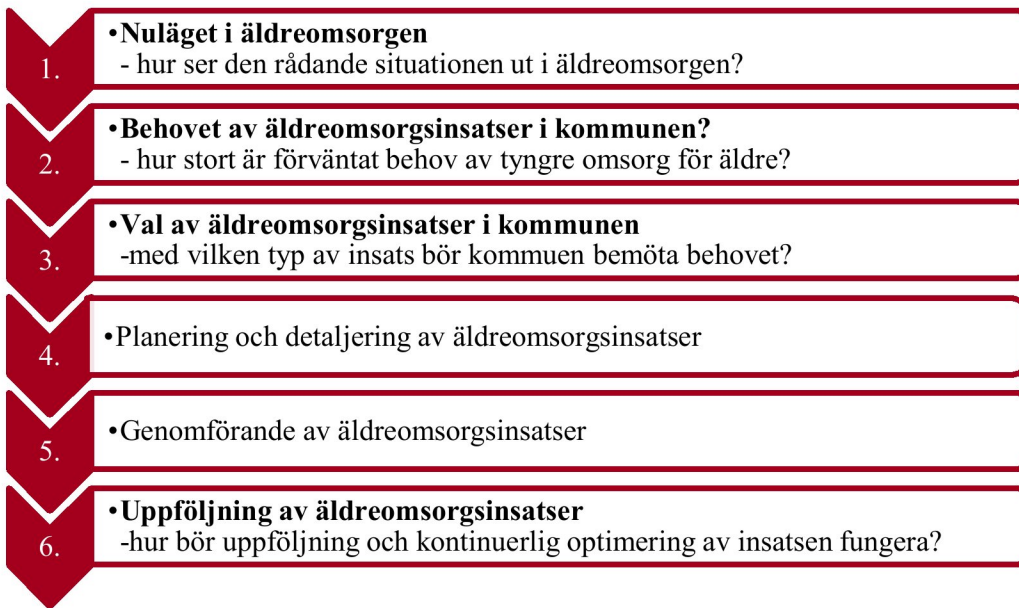 1.
•Nuläget i äldreomsorgen
- hur ser den rådande situationen ut i äldreomsorgen?
2.
•Behovet av äldreomsorgsinsatser i kommunen?
- hur stort är förväntat behov av tyngre omsorg för äldre?
3.
•Val av äldreomsorgsinsatser i kommunen
-med vilken typ av insats bör kommuen bemöta behovet?
4.
•Planering och detaljering av äldreomsorgsinsatser
5.
•Genomförande av äldreomsorgsinsatser
6.
•Uppföljning av äldreomsorgsinsatser
-hur bör uppföljning och kontinuerlig optimering av insatsen fungera?